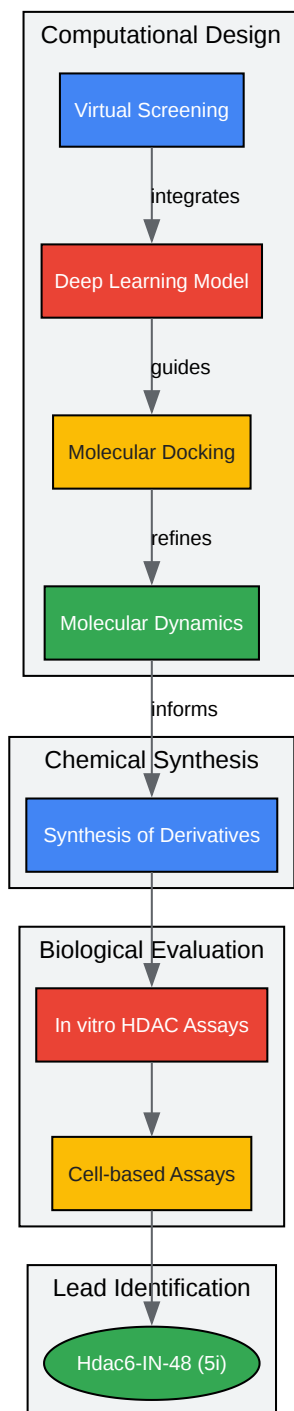 Computational Design
Virtual Screening
integrates
Deep Learning Model
guides
Molecular Docking
refines
Molecular Dynamics
informs
Chemical Synthesis
Synthesis of Derivatives
Biological Evaluation
In vitro HDAC Assays
Cell-based Assays
Lead Identification
Hdac6-IN-48 (5i)